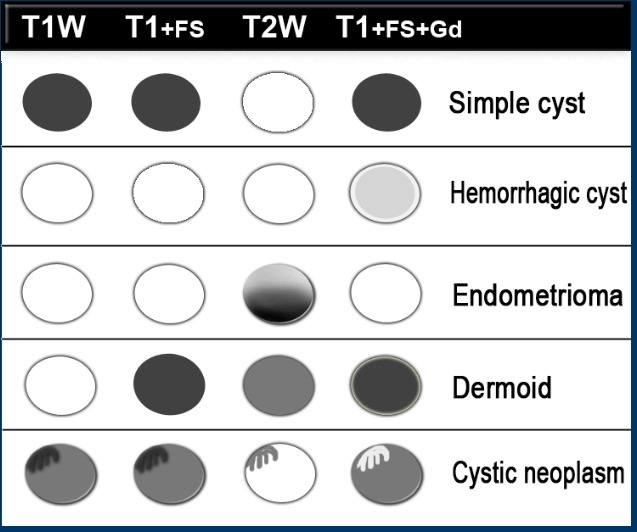 T1W T1+FS T2W T1+FS+Gd
Simple cyst
Hemorrhagic cyst
Endometrioma
Dermoid
Cystic neoplasm